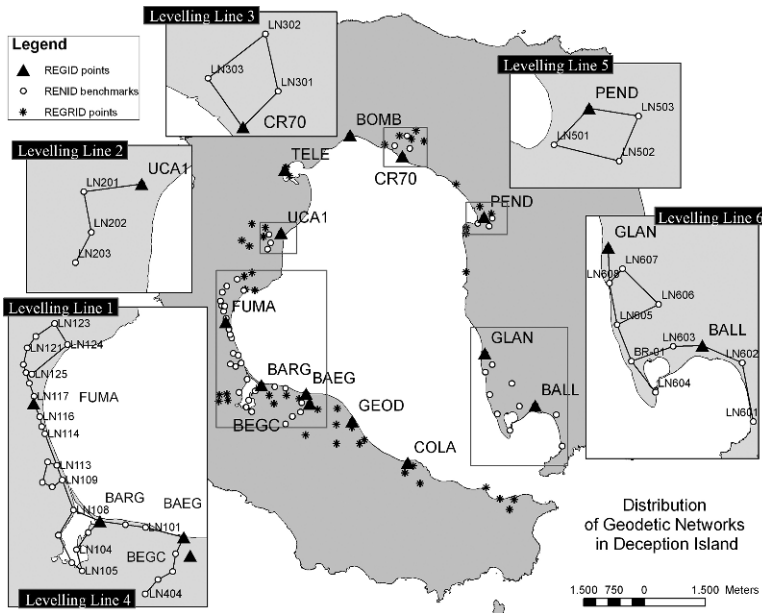 Levelling Line 3
LN302
LN303
LN301
CR70
Legend
REGID points
RENID benchmarks
REGRID points
Levelling Line 5
PEND
LN503
LN501
LN502
BOMB
TELE
CR70
UCA1
PEND
Levelling Line 2
UCA1
LN201
LN202
LN203
Levelling Line 6
GLAN
LN607
LN608
LN606
LN605
LN603
BALL
BR-01
LN602
LN604
LN601
Levelling Line 1
LN123
LN121
LN124
LN125
LN117
FUMA
LN116
LN114
LN113
LN109
LN108
BARG
BAEG
LN101
LN104
BEGC
LN105
LN404
Levelling Line 4
FUMA
BARG
BAEG
BEGC
GEOD
COLA
GLAN
BALL
Distribution
of Geodetic Networks
in Deception Island
1.500 750 0 1.500 Meters